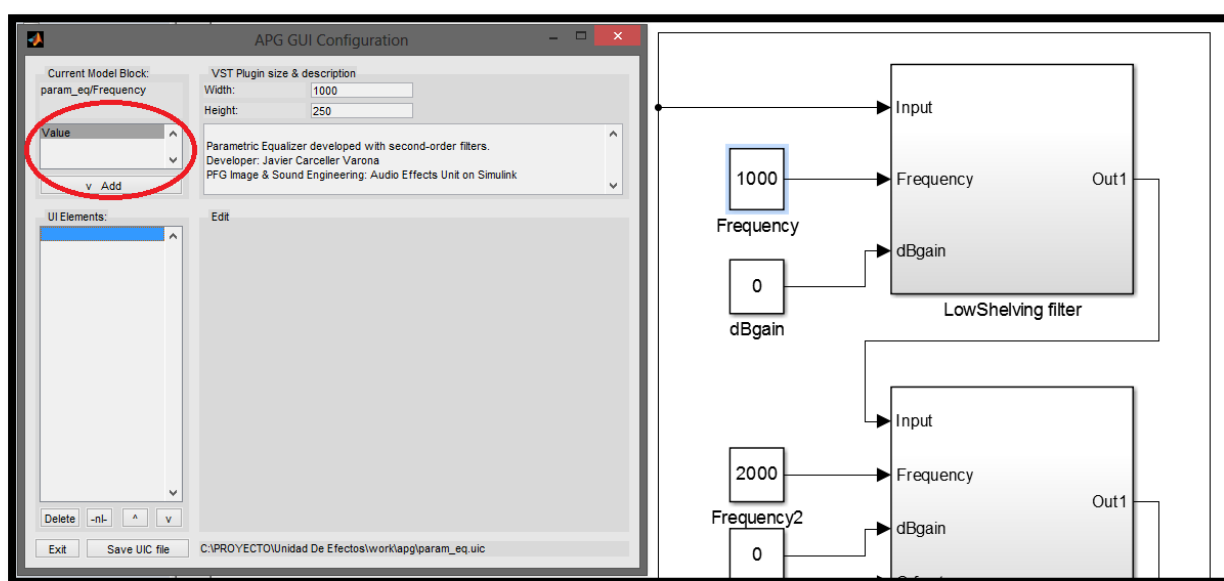 APG GUI Configuration
Current Model Block:
param_eq/Frequency
Value
v Add
VST Plugin size & description
Width:
1000
Height:
250
Parametric Equalizer developed with second-order filters.
Developer: Javier Carceller Varona
PFG Image & Sound Engineering: Audio Effects Unit on Simulink
UI Elements:
Edit
Delete
-nl-
^
v
Exit
Save UIC file
C:\PROYECTO\Unidad De Efectos\work\apg\param_eq.uic
Input
1000
Frequency
Out1
Frequency
dBgain
0
LowShelving filter
dBgain
Input
2000
Frequency
Out1
Frequency2
dBgain
0